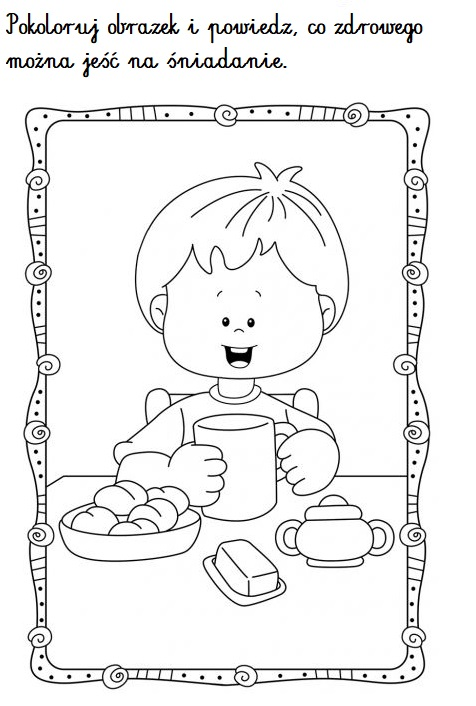 Pokoloruj obrazek i powiedz, co zdrowego
można jeść na śniadanie.